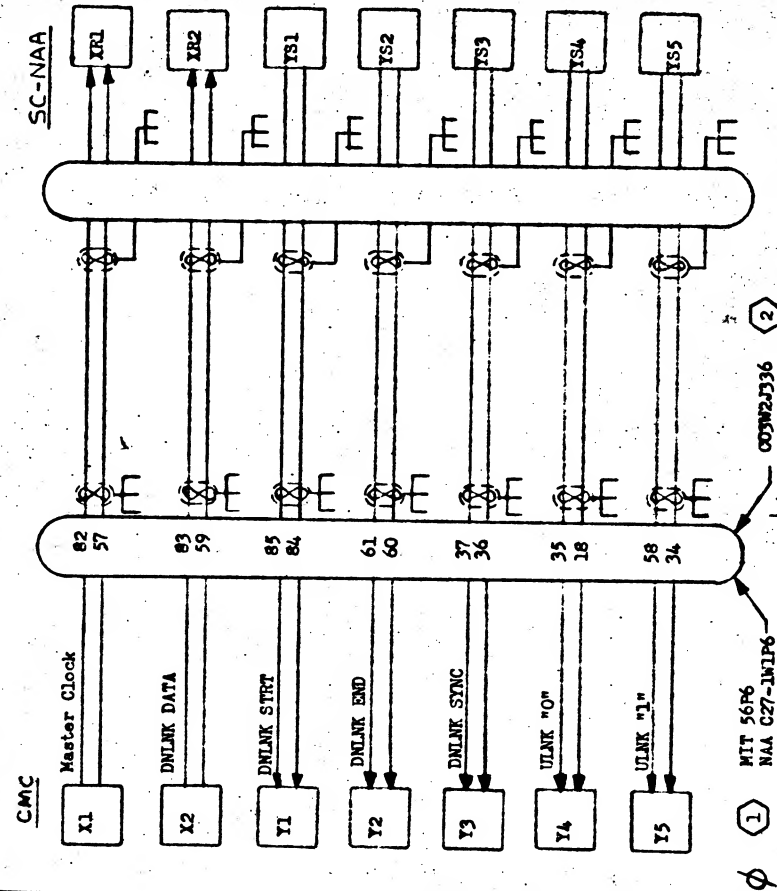 CMC
SC-NAA
X1
Master Clock
82
57
XR1
X2
DNLNK DATA
83
59
XR2
Y1
DNLNK STRT
85
84
YS1
Y2
DNLNK END
61
60
YS2
Y3
DNLNK SYNC
37
36
YS3
Y4
ULNK "0"
35
18
YS4
Y5
ULNK "1"
58
34
YS5
ϕ
1
MIT 56P6
NAA C27-1W1P6
C03W2J336
2